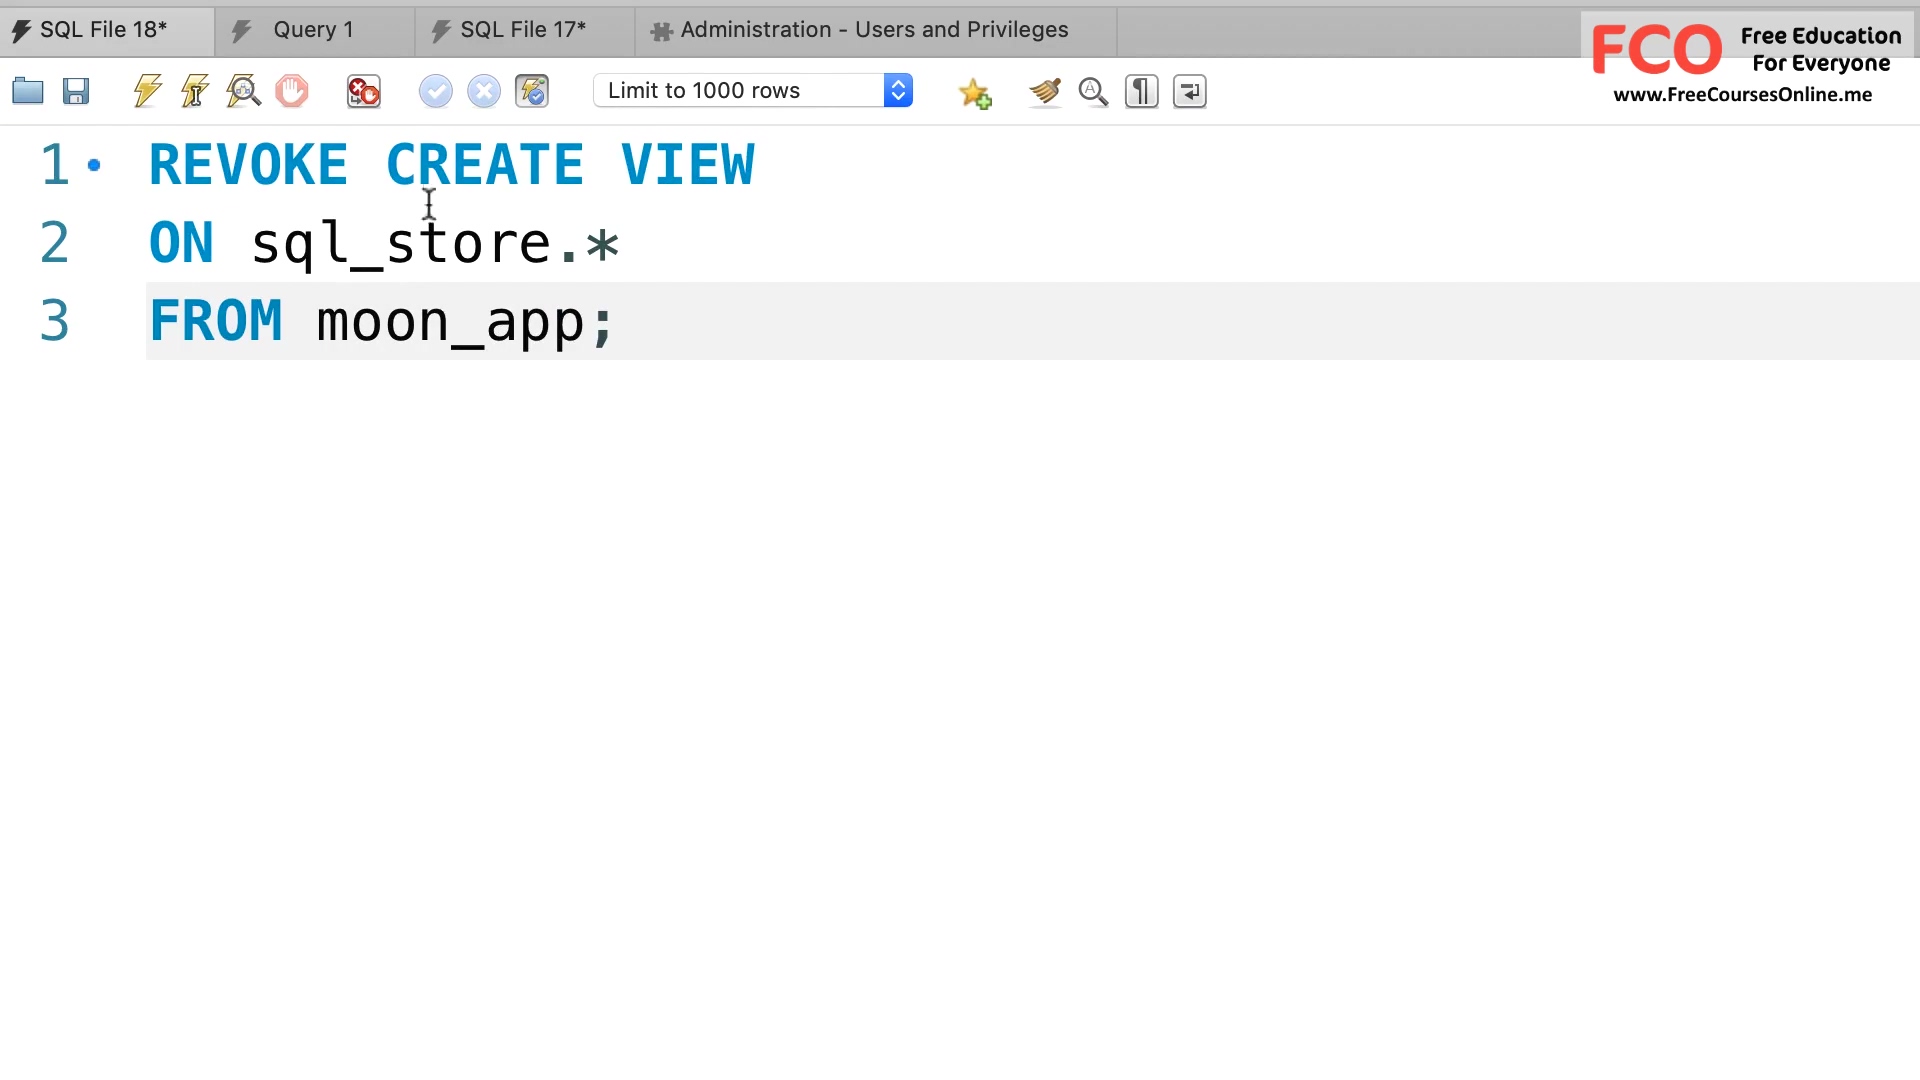 SQL File 18*
Query 1
SQL File 17*
Administration - Users and Privileges
FCO Free Education
For Everyone
www.FreeCoursesOnline.me
Limit to 1000 rows
1 REVOKE CREATE VIEW
2 ON sql_store.*
3 FROM moon_app;